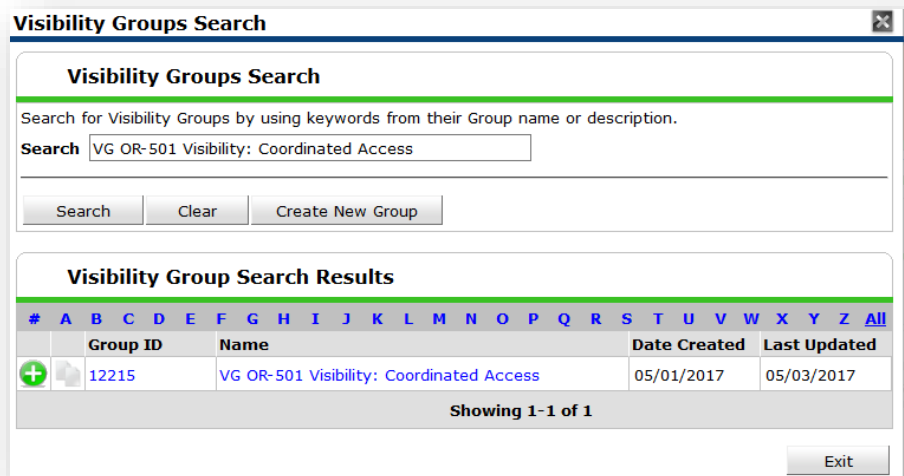 Visibility Groups Search
Visibility Groups Search
Search for Visibility Groups by using keywords from their Group name or description.
Search VG OR-501 Visibility: Coordinated Access
Search Clear Create New Group
Visibility Group Search Results
# A B C D E F G H I J K L M N O P Q R S T U V W X Y Z All
Group ID Name Date Created Last Updated
12215 VG OR-501 Visibility: Coordinated Access 05/01/2017 05/03/2017
Showing 1-1 of 1
Exit